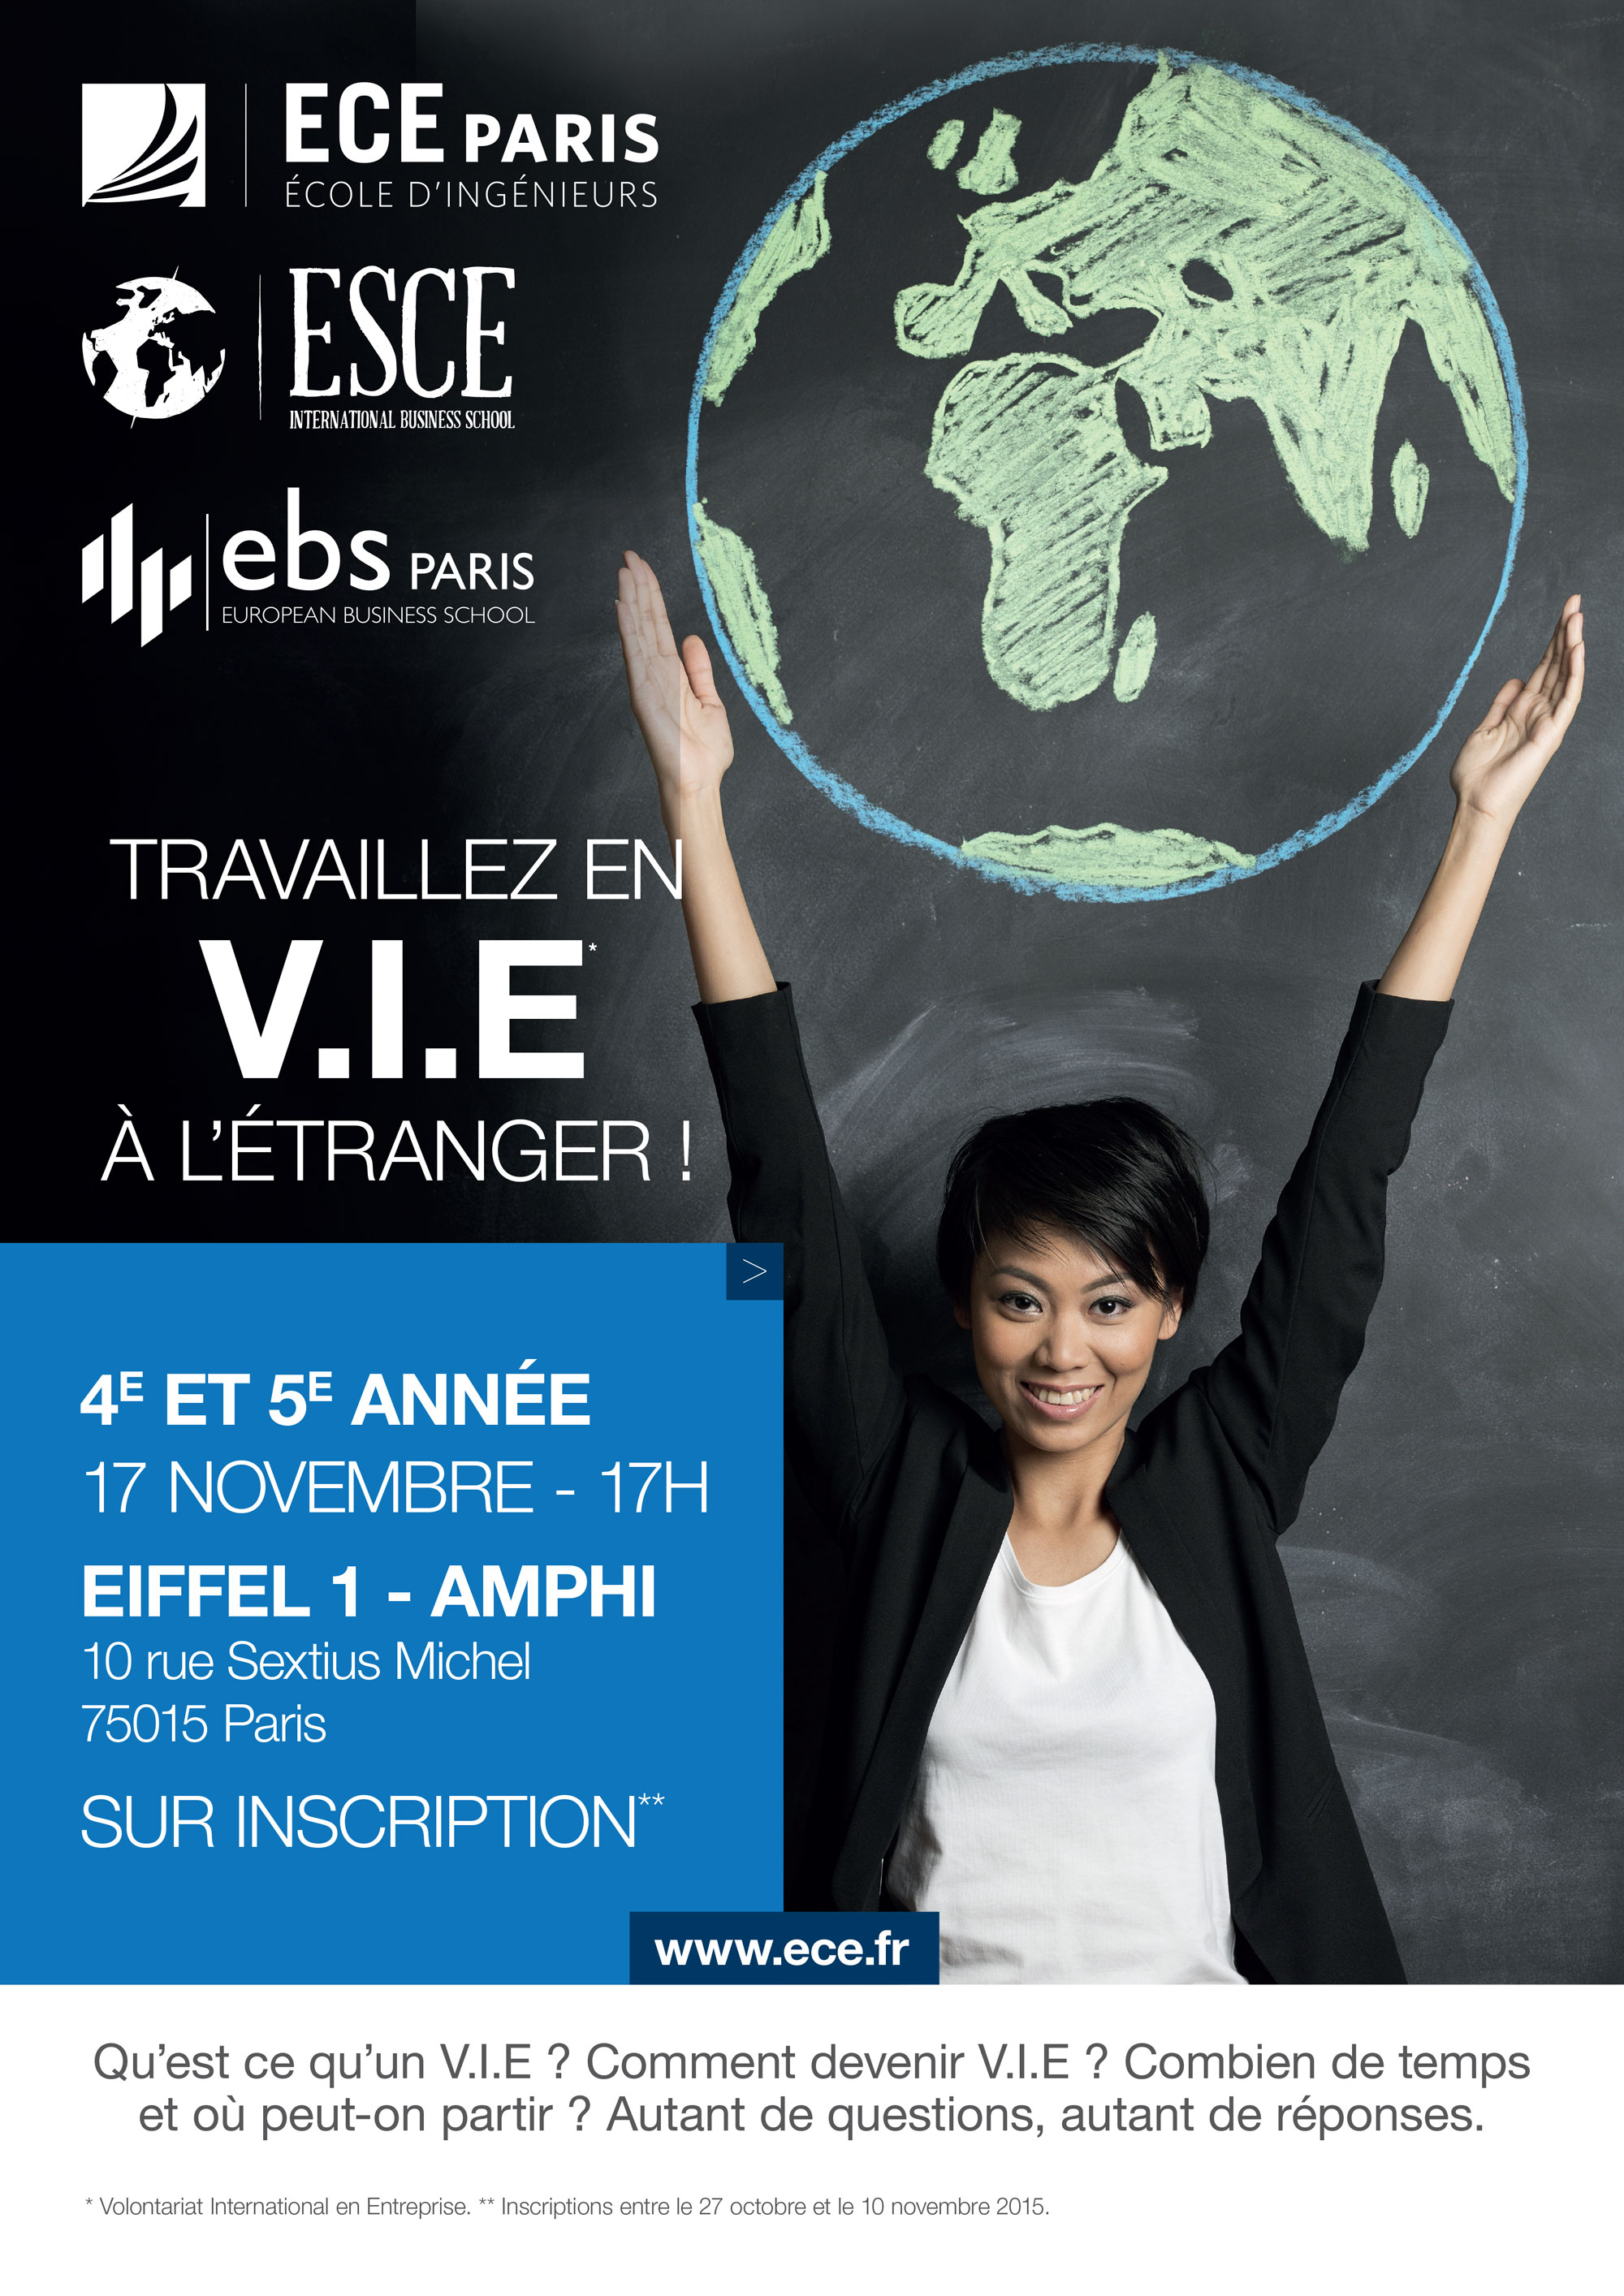 ECE PARIS
ÉCOLE D'INGÉNIEURS
ESCE
INTERNATIONAL BUSINESS SCHOOL
ebs PARIS
EUROPEAN BUSINESS SCHOOL
TRAVAILLEZ EN
V.I.E*
À L'ÉTRANGER !
>
4E ET 5E ANNÉE
17 NOVEMBRE - 17H
EIFFEL 1 - AMPHI
10 rue Sextius Michel
75015 Paris
SUR INSCRIPTION**
www.ece.fr
Qu'est ce qu'un V.I.E ? Comment devenir V.I.E ? Combien de temps
et où peut-on partir ? Autant de questions, autant de réponses.
* Volontariat International en Entreprise. ** Inscriptions entre le 27 octobre et le 10 novembre 2015.